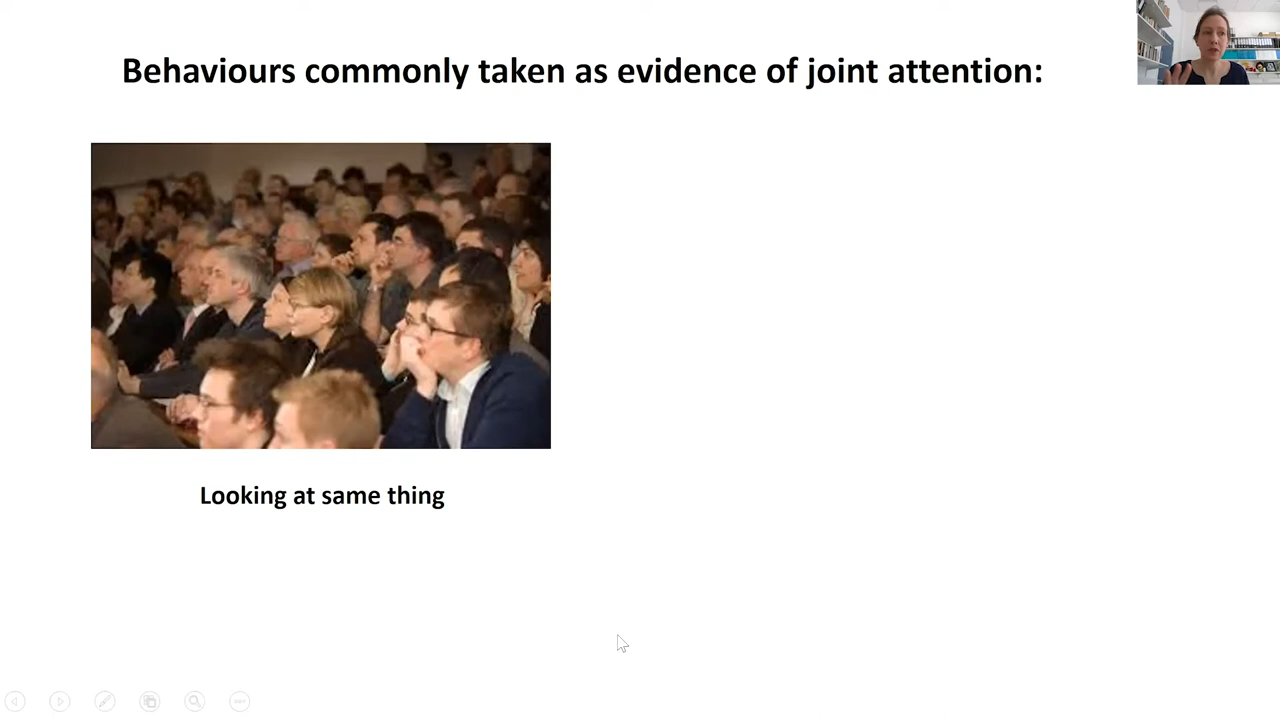 Behaviours commonly taken as evidence of joint attention:
Looking at same thing